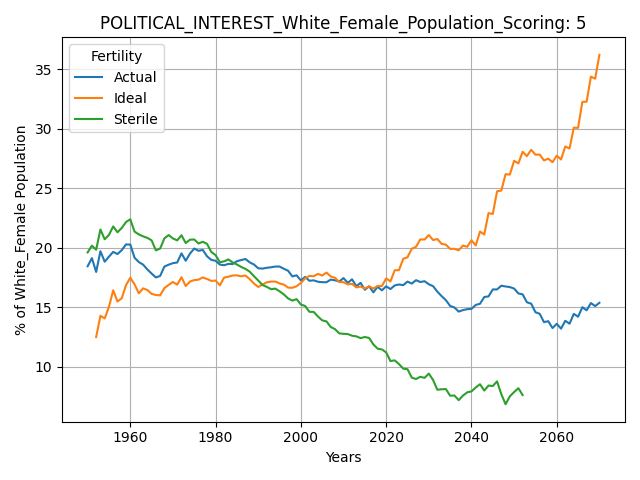 POLITICAL_INTEREST_White_Female_Population_Scoring: 5
Fertility
Actual
Ideal
Sterile
% of White_Female Population
35
30
25
20
15
10
1960
1980
2000
2020
2040
2060
Years